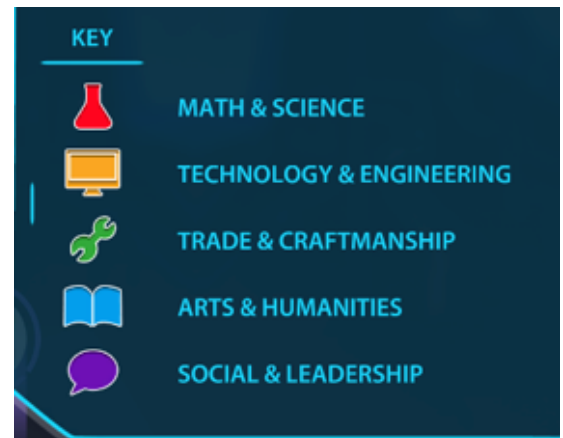 KEY
MATH & SCIENCE
TECHNOLOGY & ENGINEERING
TRADE & CRAFTMANSHIP
ARTS & HUMANITIES
SOCIAL & LEADERSHIP